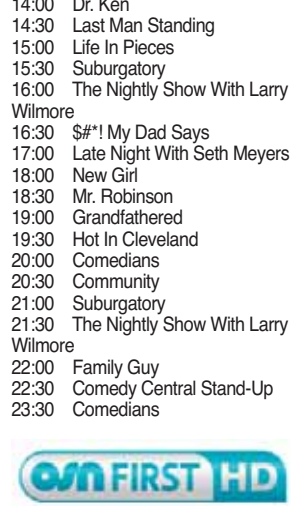 14:00 Dr. Ken
14:30 Last Man Standing
15:00 Life In Pieces
15:30 Suburgatory
16:00 The Nightly Show With Larry
Wilmore
16:30 $#*! My Dad Says
17:00 Late Night With Seth Meyers
18:00 New Girl
18:30 Mr. Robinson
19:00 Grandfathered
19:30 Hot In Cleveland
20:00 Comedians
20:30 Community
21:00 Suburgatory
21:30 The Nightly Show With Larry
Wilmore
22:00 Family Guy
22:30 Comedy Central Stand-Up
23:30 Comedians
OSN FIRST HD